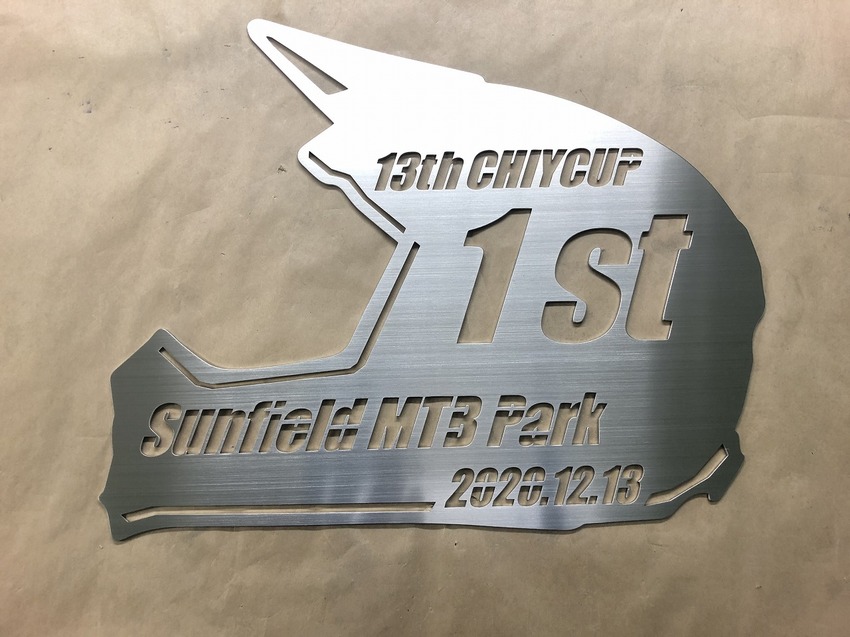 13th CHIYCUP
1st
Sunfield MTB Park
2020.12.13